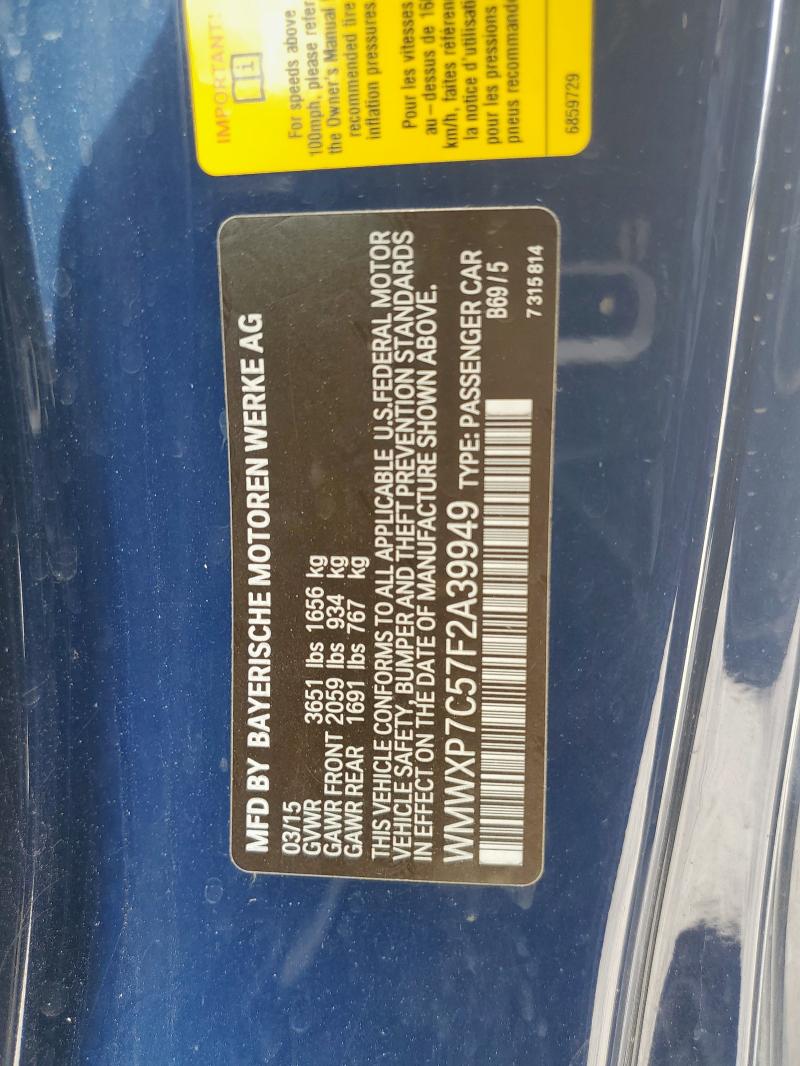 IMPORTANT!
For speeds above
100mph, please refer
the Owner's Manual
recommended tire
inflation pressures
Pour les vitesses
au - dessus de 16
km/h, faites
la notice d'utilisati
pour les pressions
pneus recommand
6859729
MFD BY BAYERISCHE MOTOREN WERKE AG
03/15
GVWR 3651 lbs 1656 kg
GAWR FRONT 2059 lbs 934 kg
GAWR REAR 1691 lbs 767 kg
THIS VEHICLE CONFORMS TO ALL APPLICABLE U.S.FEDERAL MOTOR
VEHICLE SAFETY, BUMPER AND THEFT PREVENTION STANDARDS
IN EFFECT ON THE DATE OF MANUFACTURE SHOWN ABOVE.
WMWXP7C57F2A39949 TYPE: PASSENGER CAR
B69/5
7315814